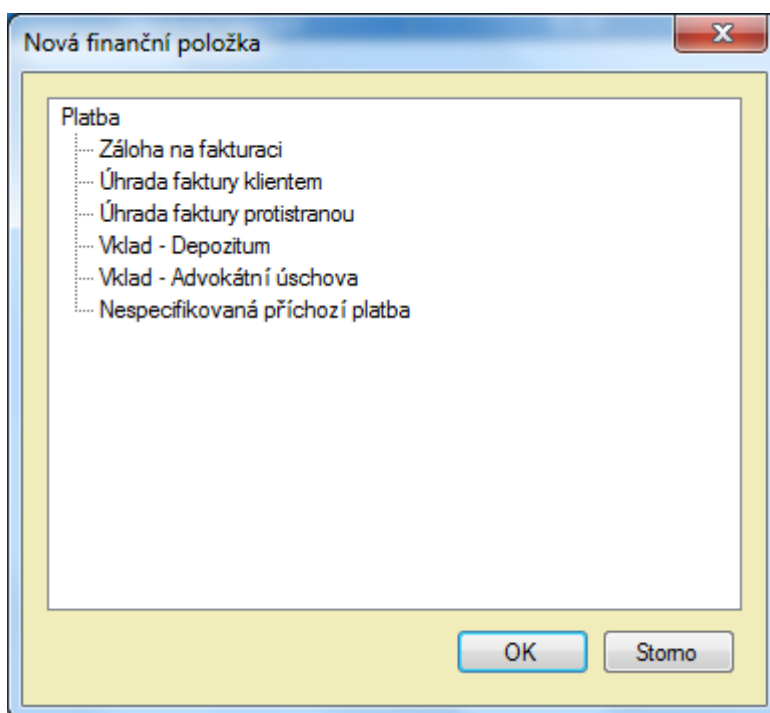 Nová finanční položka
Platba
Záloha na fakturaci
Úhrada faktury klientem
Úhrada faktury protistranou
Vklad - Depozitum
Vklad - Advokátní úschova
Nespecifikovaná příchozí platba
OK
Storno